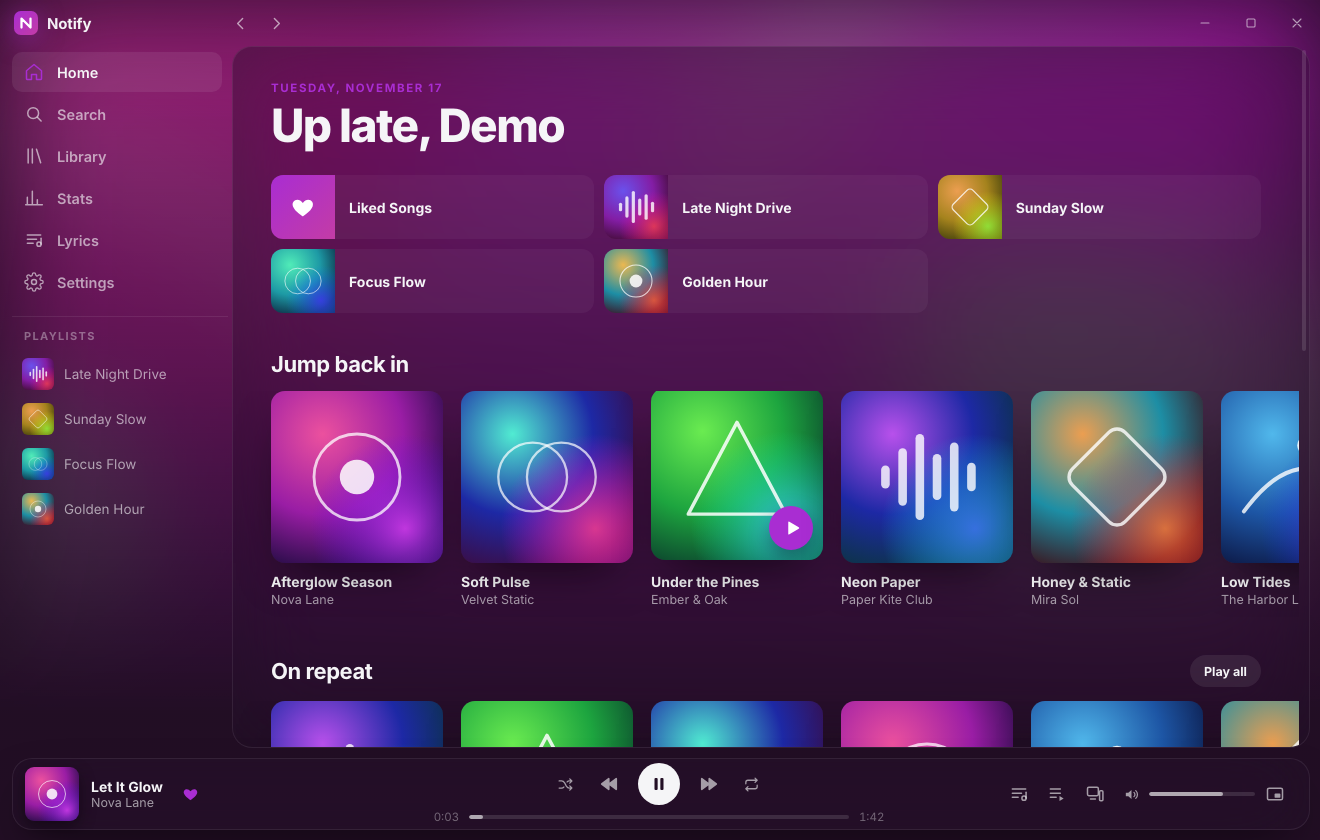 Notify
Home
Search
Library
Stats
Lyrics
Settings
PLAYLISTS
Late Night Drive
Sunday Slow
Focus Flow
Golden Hour
TUESDAY, NOVEMBER 17
Up late, Demo
Liked Songs
Late Night Drive
Sunday Slow
Focus Flow
Golden Hour
Jump back in
Afterglow Season
Nova Lane
Soft Pulse
Velvet Static
Under the Pines
Ember & Oak
Neon Paper
Paper Kite Club
Honey & Static
Mira Sol
Low Tides
The Harbor L
On repeat
Play all
Let It Glow
Nova Lane
0:03
1:42